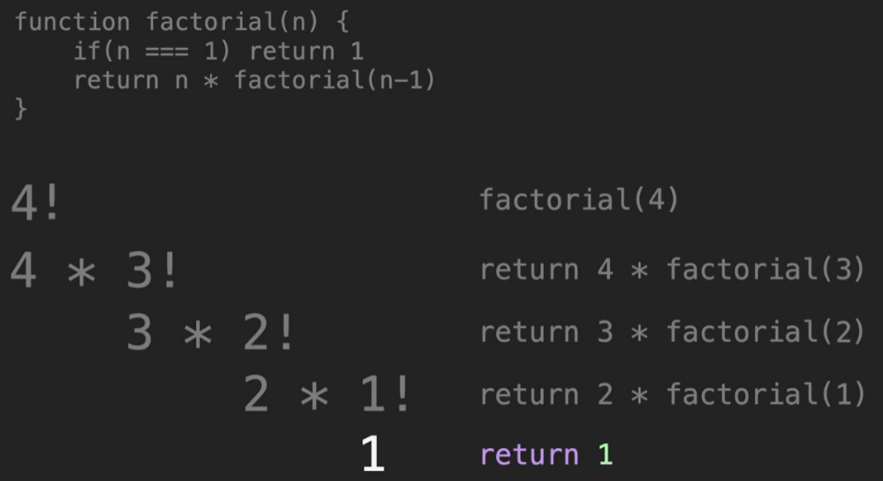 function factorial(n) {
    if(n === 1) return 1
    return n * factorial(n-1)
}
4! factorial(4)
4 * 3! return 4 * factorial(3)
3 * 2! return 3 * factorial(2)
2 * 1! return 2 * factorial(1)
1 return 1